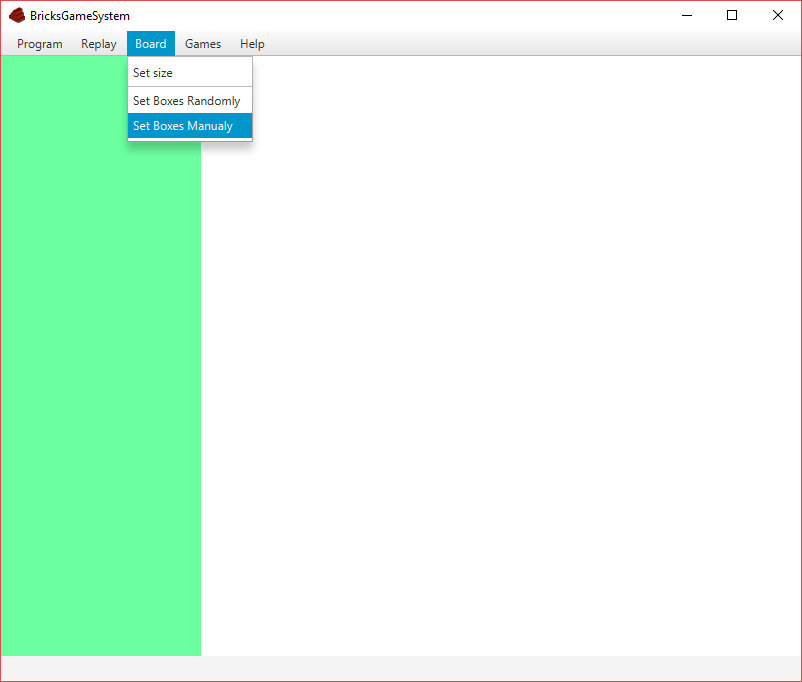 BricksGameSystem
Program Replay Board Games Help
Set size
Set Boxes Randomly
Set Boxes Manualy